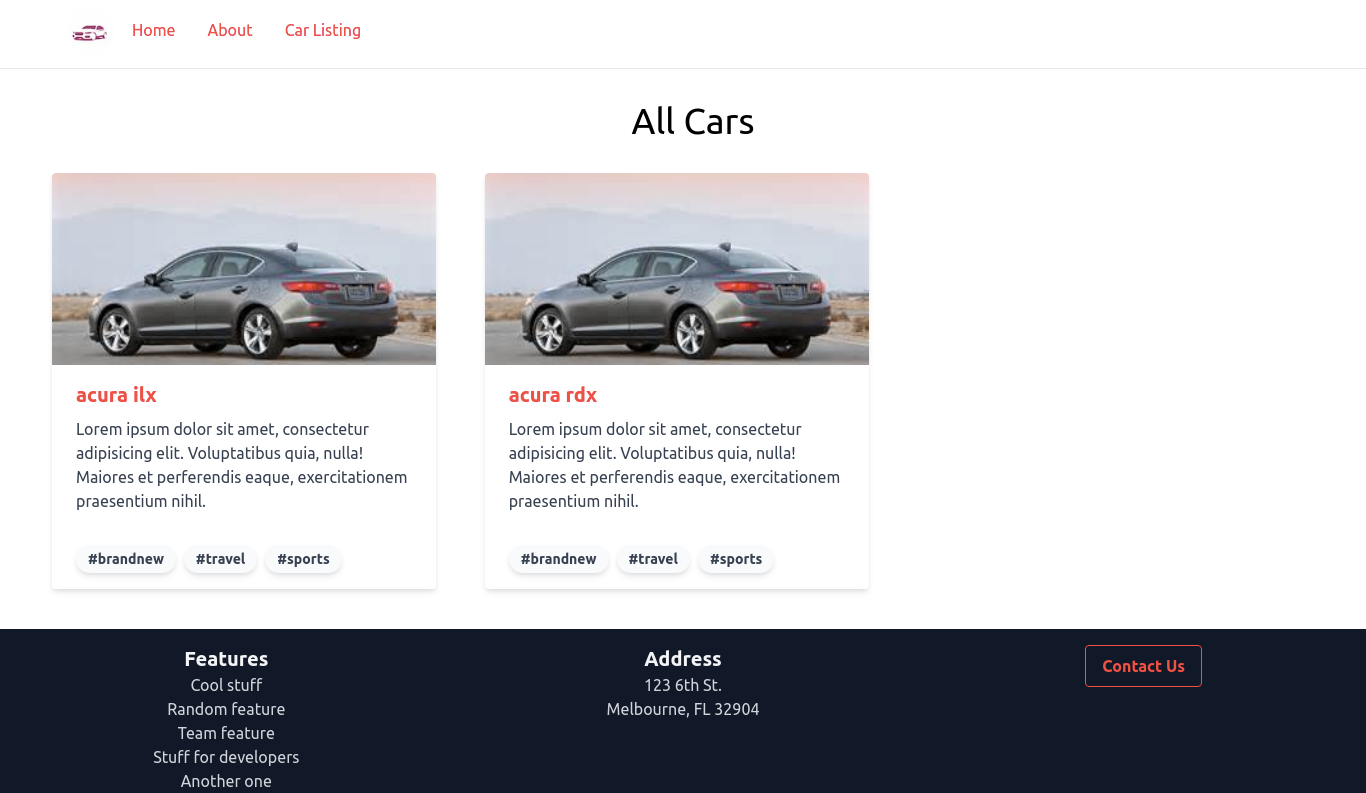 Home About Car Listing
All Cars
acura ilx
Lorem ipsum dolor sit amet, consectetur
adipisicing elit. Voluptatibus quia, nulla!
Maiores et perferendis eaque, exercitationem
praesentium nihil.
#brandnew #travel #sports
acura rdx
Lorem ipsum dolor sit amet, consectetur
adipisicing elit. Voluptatibus quia, nulla!
Maiores et perferendis eaque, exercitationem
praesentium nihil.
#brandnew #travel #sports
Features
Cool stuff
Random feature
Team feature
Stuff for developers
Another one
Address
123 6th St.
Melbourne, FL 32904
Contact Us